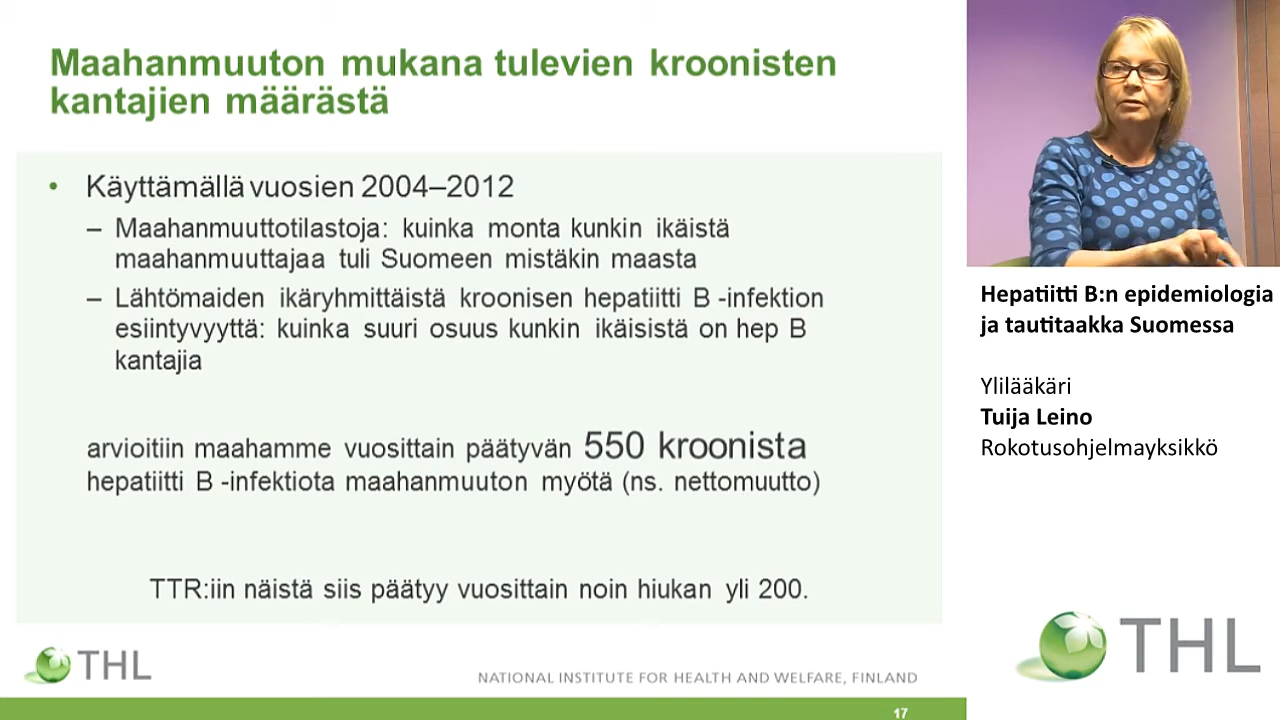 Maahanmuuton mukana tulevien kroonisten
kantajien määrästä
• Käyttämällä vuosien 2004–2012
– Maahanmuuttotilastoja: kuinka monta kunkin ikäistä
maahanmuuttajaa tuli Suomeen mistäkin maasta
– Lähtömaiden ikäryhmittäistä kroonisen hepatiitti B -infektion
esiintyvyyttä: kuinka suuri osuus kunkin ikäisistä on hep B
kantajia
arvioitiin maahamme vuosittain päätyvän 550 kroonista
hepatiitti B -infektiota maahanmuuton myötä (ns. nettomuutto)
TTR:iin näistä siis päätyy vuosittain noin hiukan yli 200.
THL
NATIONAL INSTITUTE FOR HEALTH AND WELFARE, FINLAND
17
Hepatiitti B:n epidemiologia
ja tautitaakka Suomessa
Ylilääkäri
Tuija Leino
Rokotusohjelmayksikkö
THL